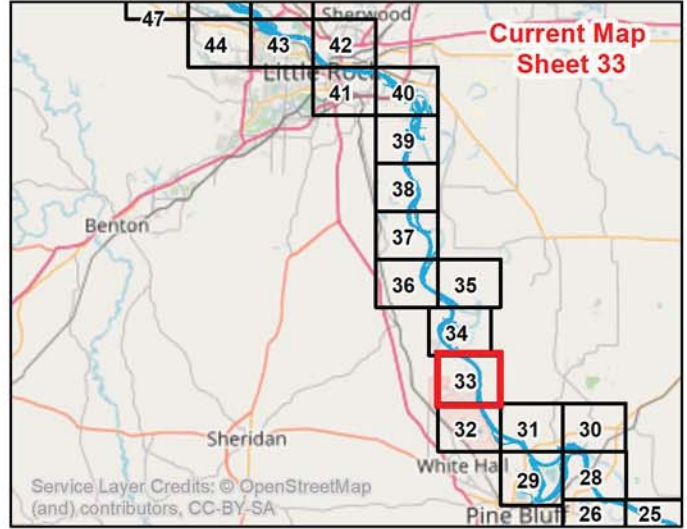 47
Sherwood
44 43 42
Current Map
Sheet 33
Little Rock
41 40
39
38
Benton
37
36 35
34
33
32 31 30
Sheridan
White Hall
29 28
Service Layer Credits: © OpenStreetMap
(and) contributors, CC-BY-SA
Pine Bluff
26 25